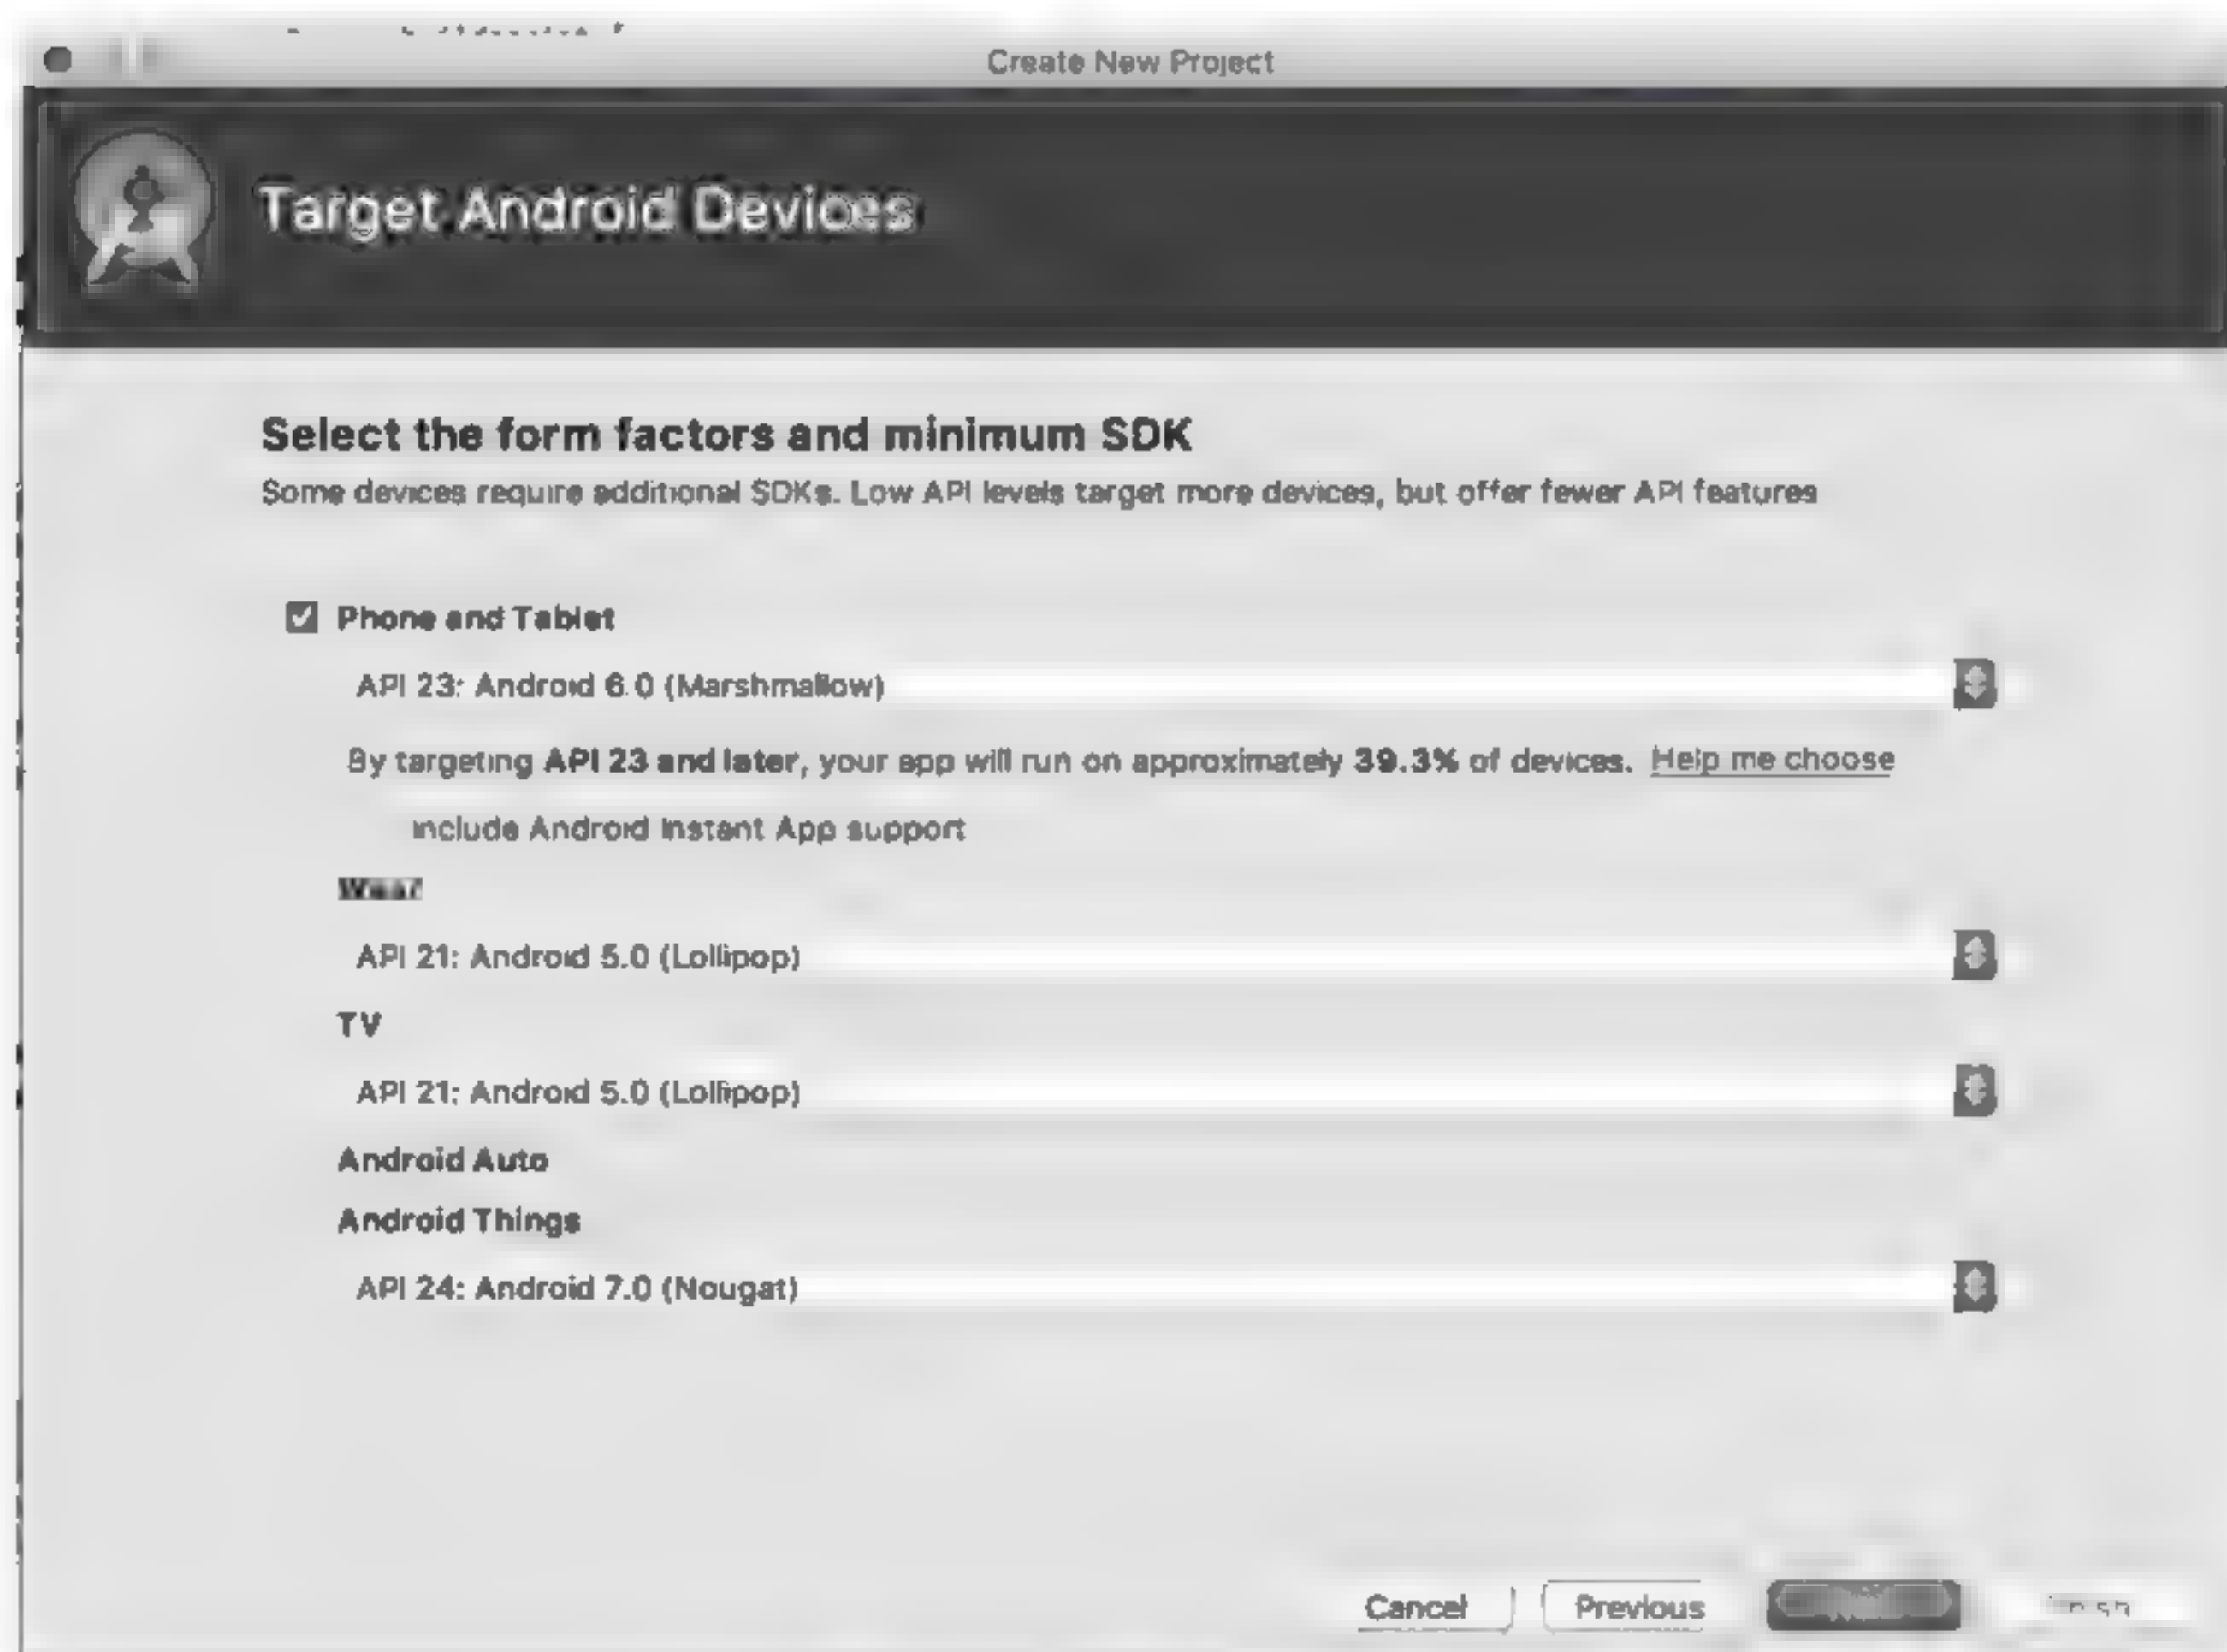 Create New Project
Target Android Devices
Select the form factors and minimum SDK
Some devices require additional SDKs. Low API levels target more devices, but offer fewer API features
Phone and Tablet
API 23: Android 6.0 (Marshmallow)
By targeting API 23 and later, your app will run on approximately 39.3% of devices. Help me choose
Include Android Instant App support
Wear
API 21: Android 5.0 (Lollipop)
TV
API 21: Android 5.0 (Lollipop)
Android Auto
Android Things
API 24: Android 7.0 (Nougat)
Cancel Previous